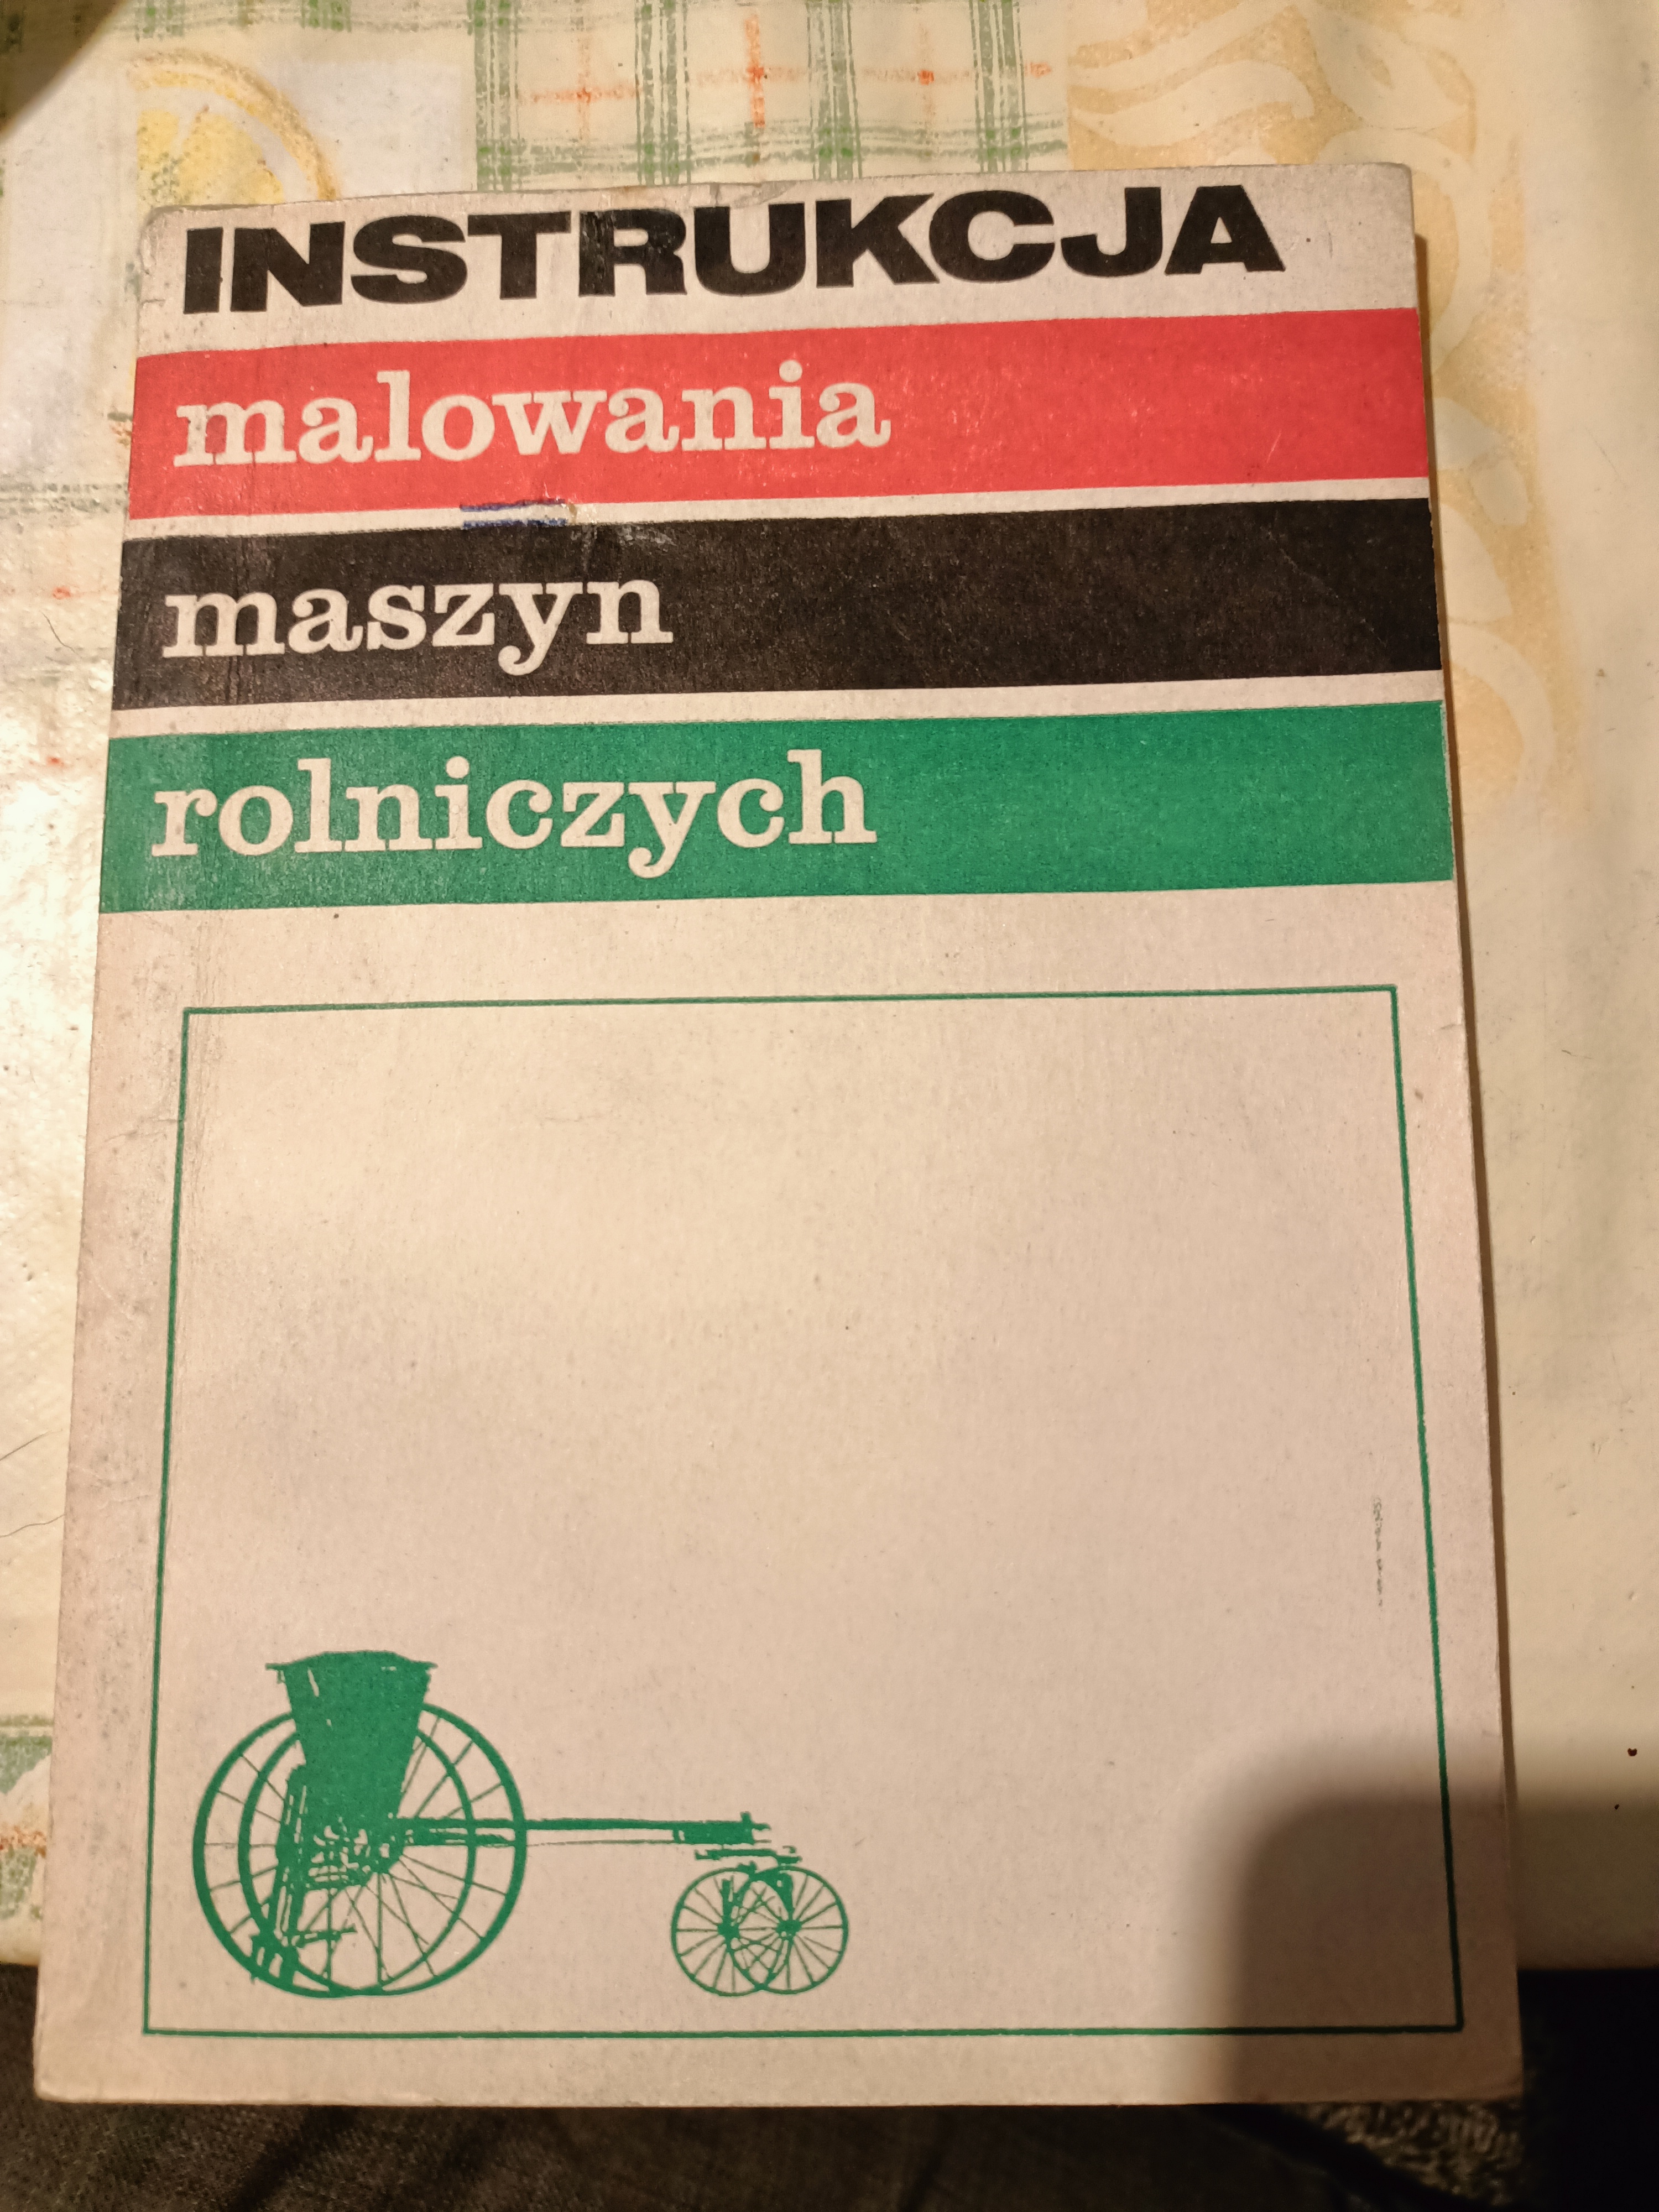 INSTRUKCJA
malowania
maszyn
rolniczych